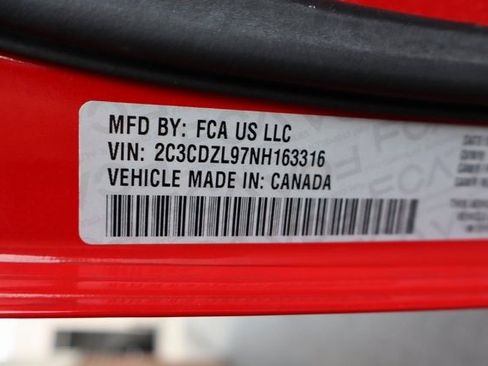 MFD BY: FCA US LLC
VIN: 2C3CDZL97NH163316
VEHICLE MADE IN: CANADA